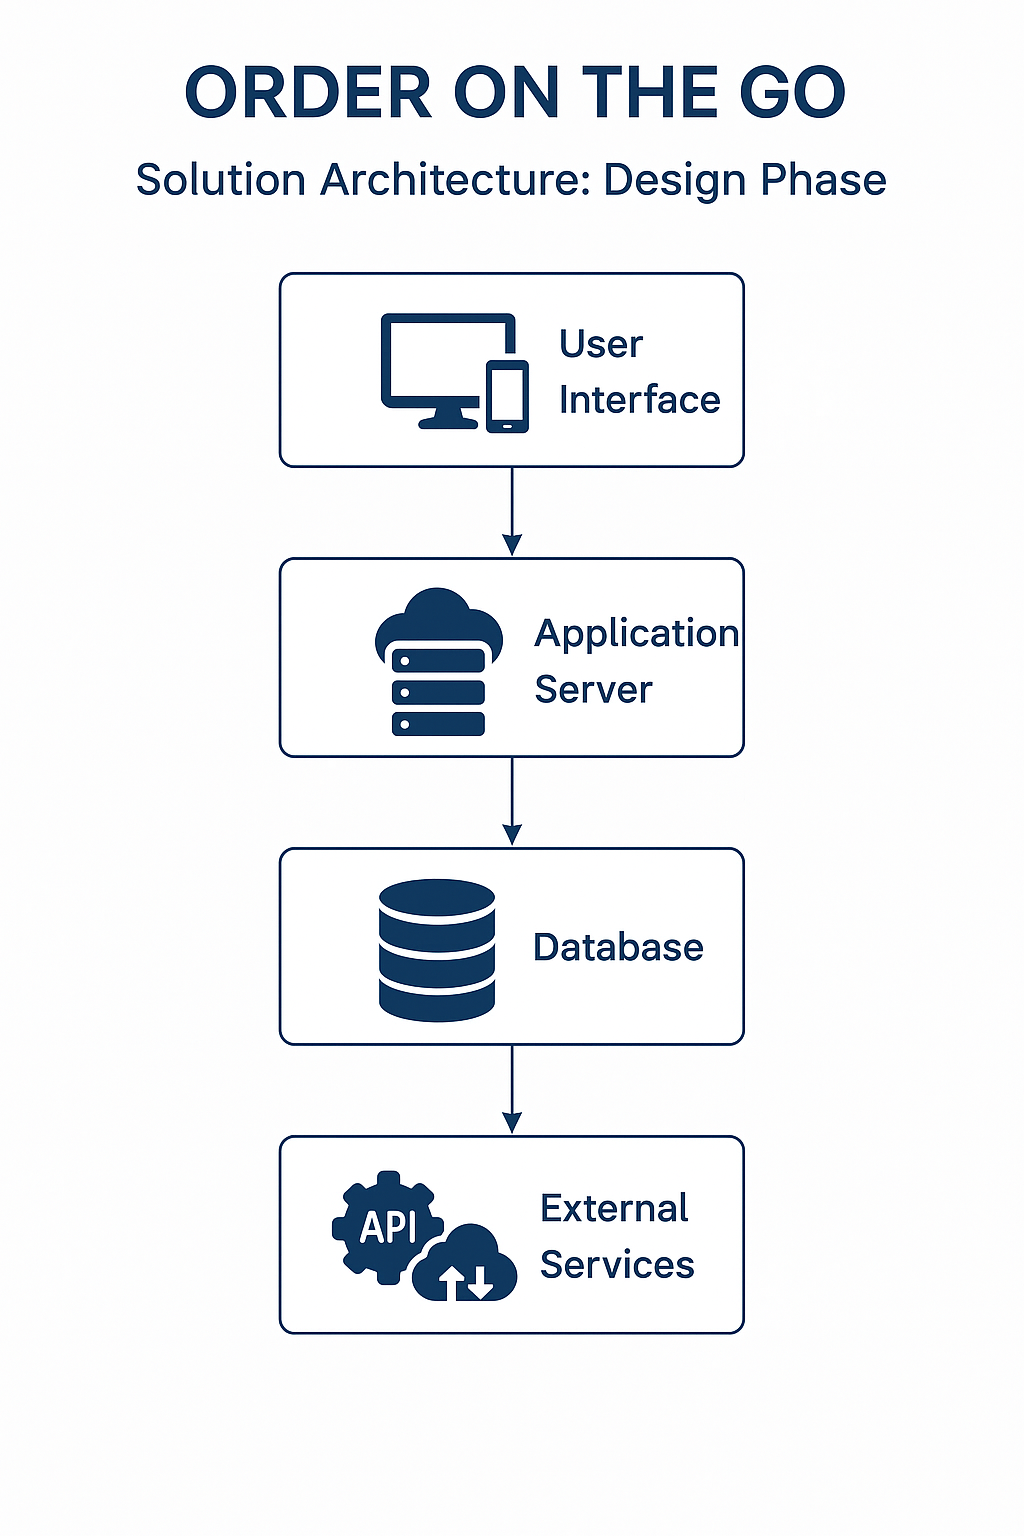 ORDER ON THE GO
Solution Architecture: Design Phase
User
Interface
Application
Server
Database
API
External
Services